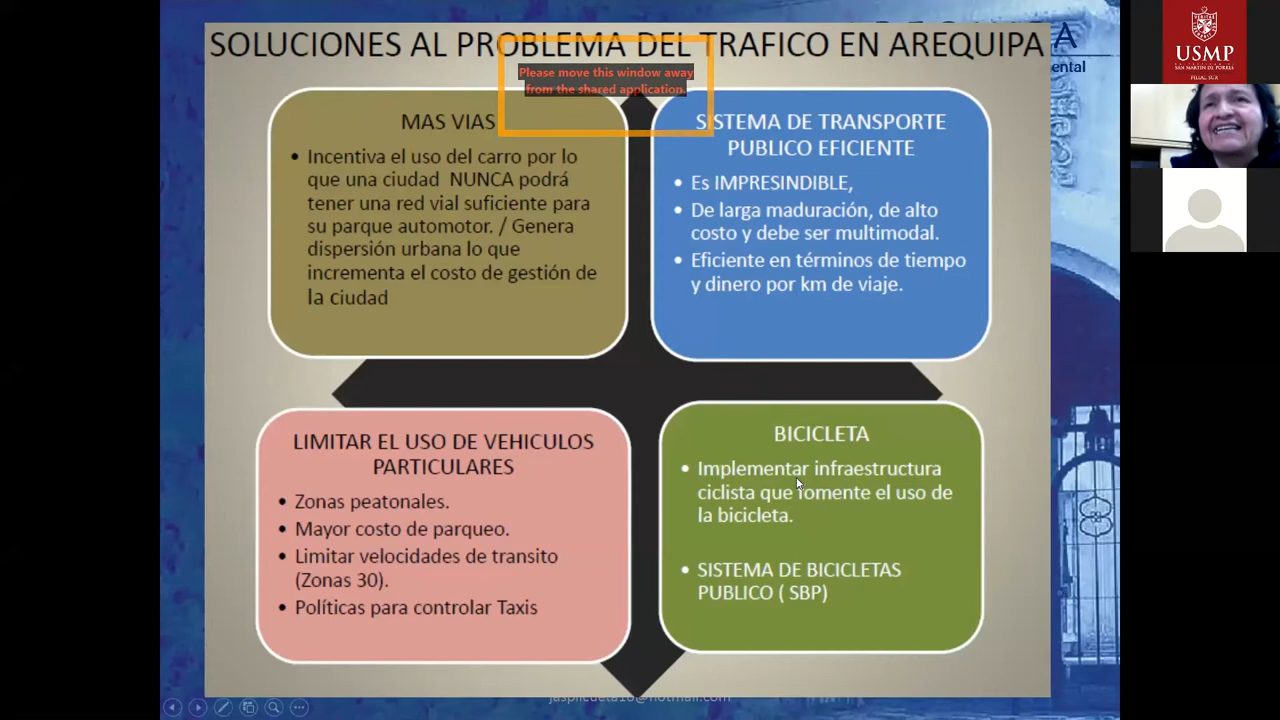 SOLUCIONES AL PROBLEMA DEL TRAFICO EN AREQUIPA
Please move this window away
from the shared application.
MAS VIAS
• Incentiva el uso del carro por lo
que una ciudad NUNCA podrá
tener una red vial suficiente para
su parque automotor. / Genera
dispersión urbana lo que
incrementa el costo de gestión de
la ciudad
SISTEMA DE TRANSPORTE
PUBLICO EFICIENTE
• Es IMPRESINDIBLE,
• De larga maduración, de alto
costo y debe ser multimodal.
• Eficiente en términos de tiempo
y dinero por km de viaje.
LIMITAR EL USO DE VEHICULOS
PARTICULARES
• Zonas peatonales.
• Mayor costo de parqueo.
• Limitar velocidades de transito
(Zonas 30).
• Políticas para controlar Taxis
BICICLETA
• Implementar infraestructura
ciclista que fomente el uso de
la bicicleta.
• SISTEMA DE BICICLETAS
PUBLICO ( SBP)
A
ental
USMP
SAN MARTIN DE PORRES
FILIAL SUR